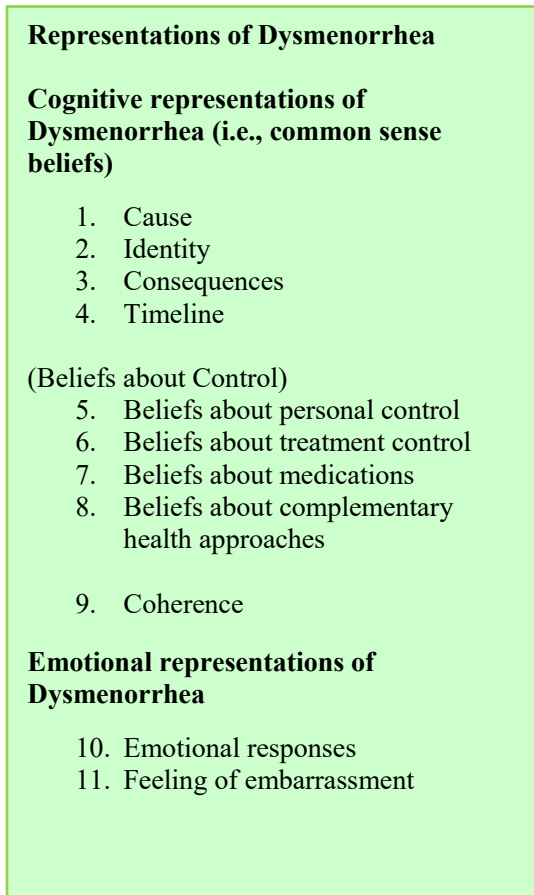 Representations of Dysmenorrhea
Cognitive representations of
Dysmenorrhea (i.e., common sense
beliefs)
1. Cause
2. Identity
3. Consequences
4. Timeline
(Beliefs about Control)
5. Beliefs about personal control
6. Beliefs about treatment control
7. Beliefs about medications
8. Beliefs about complementary
health approaches
9. Coherence
Emotional representations of
Dysmenorrhea
10. Emotional responses
11. Feeling of embarrassment